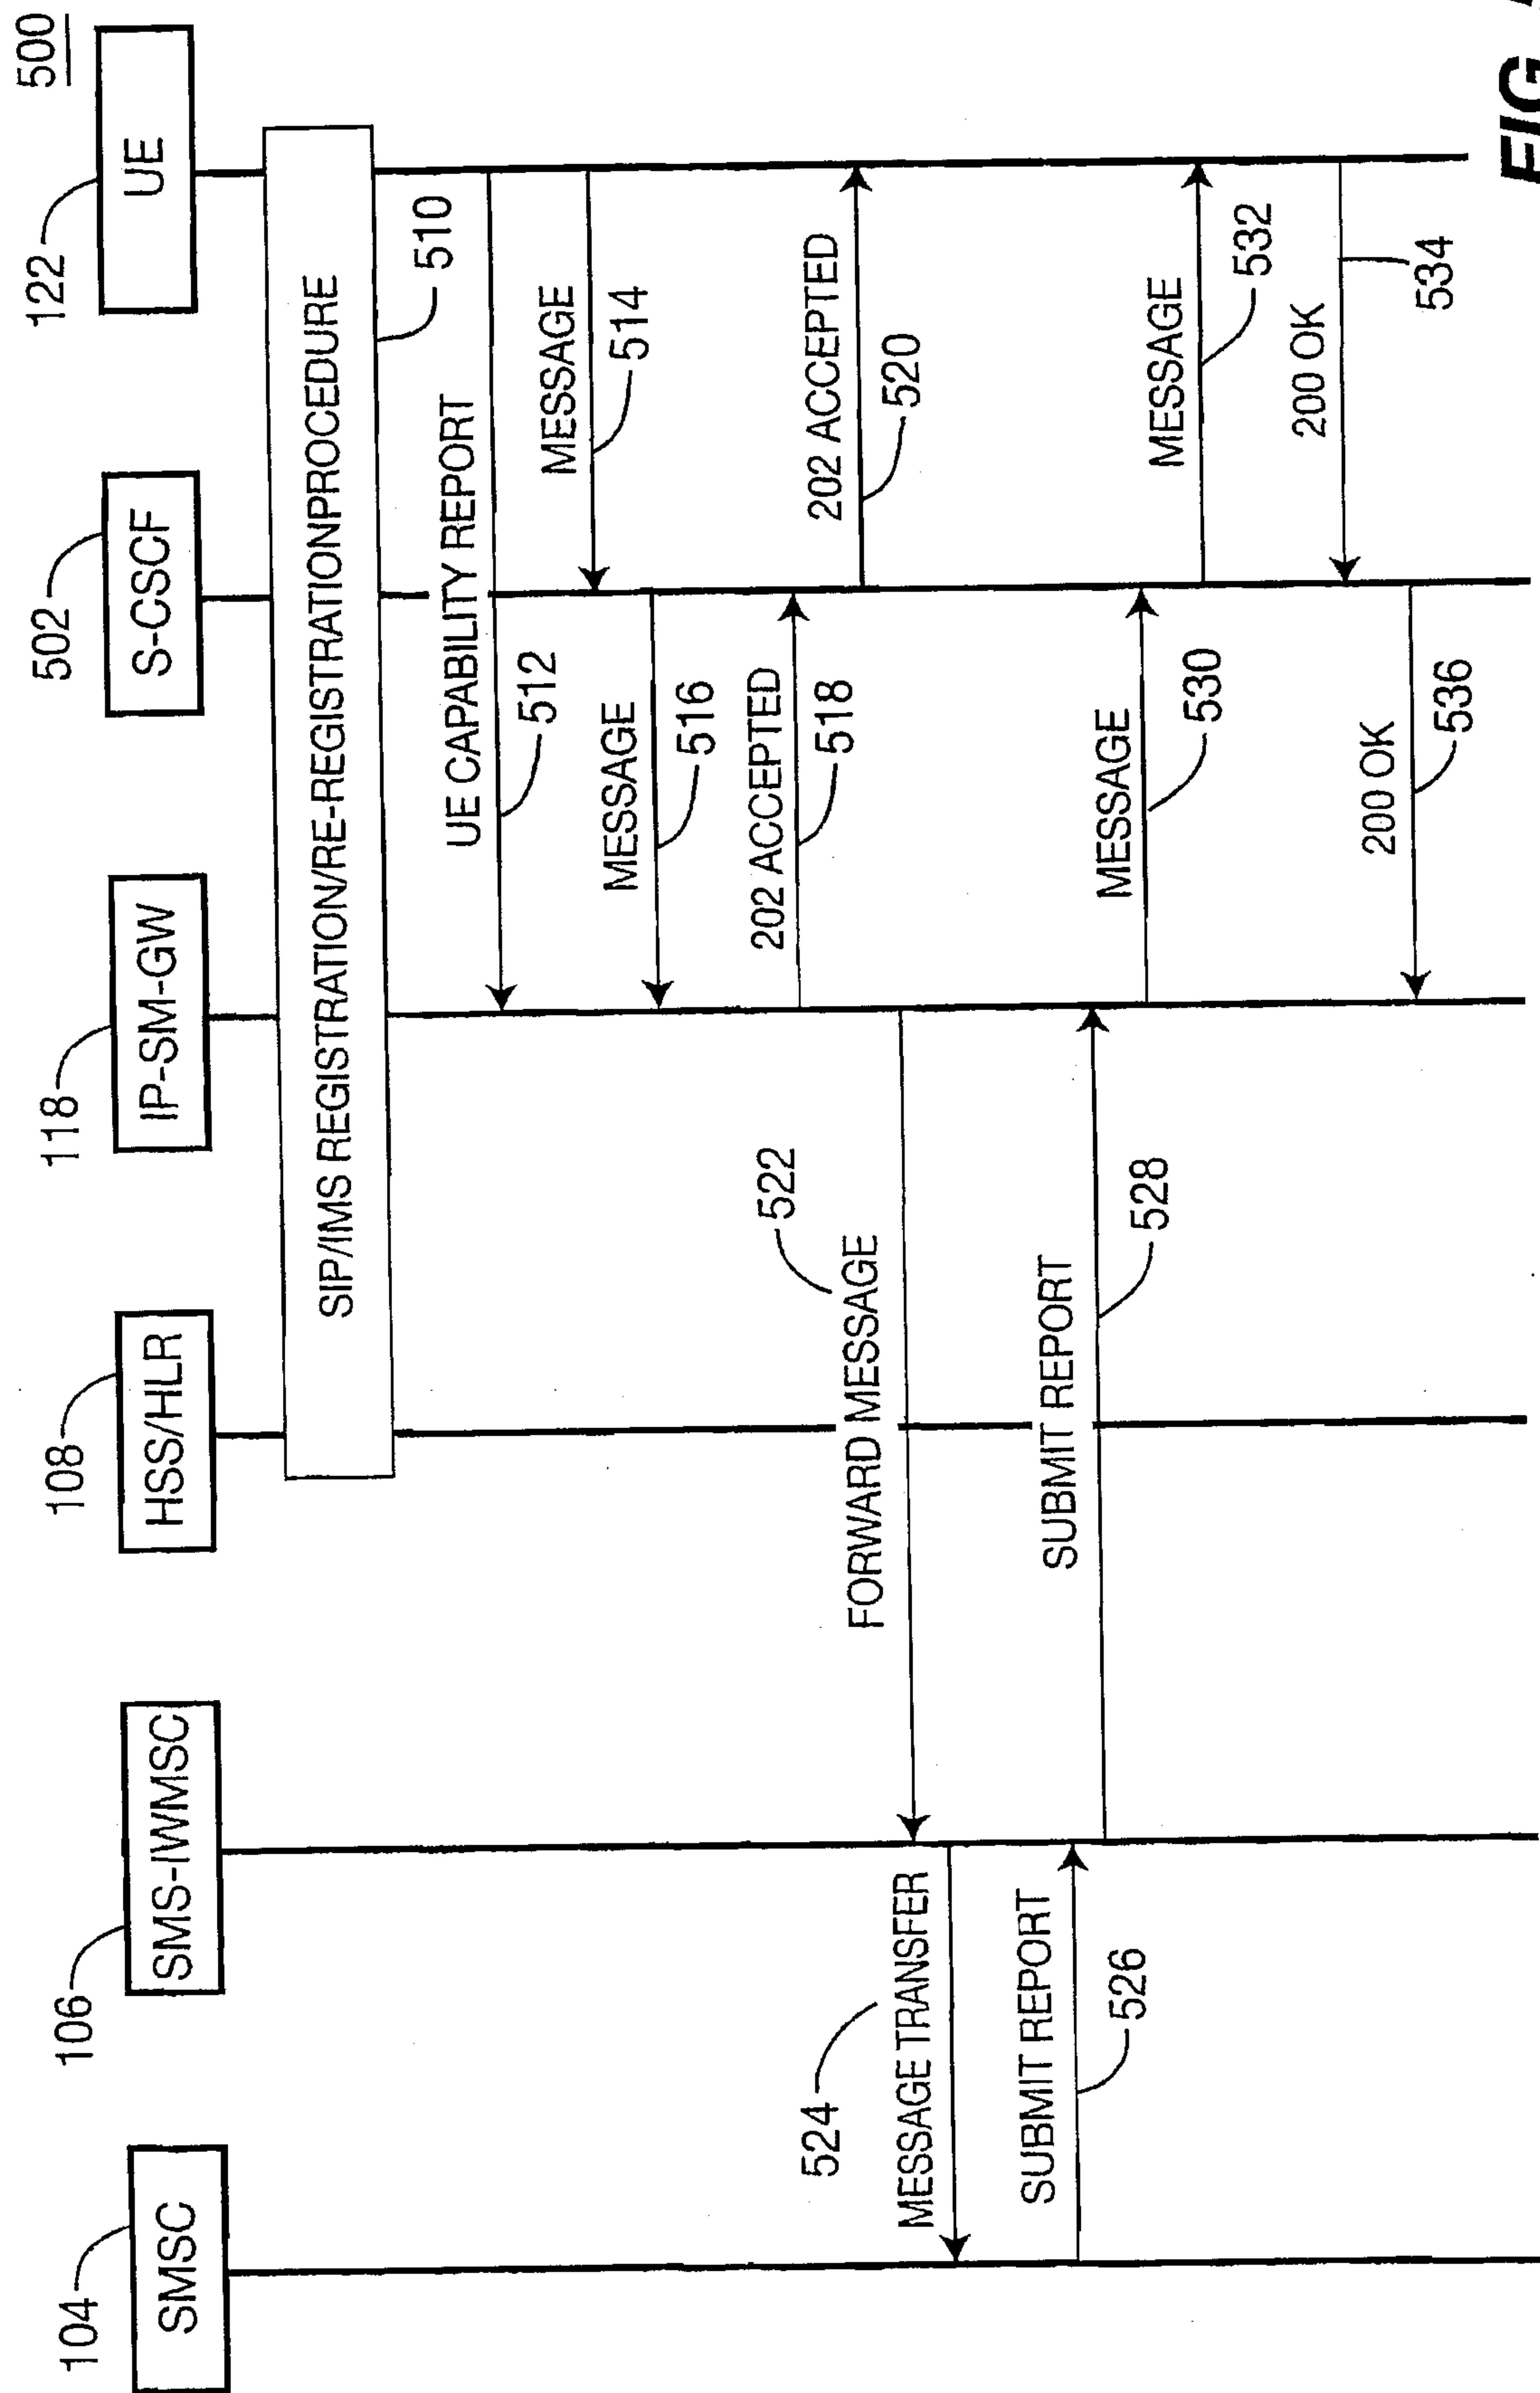 500
104
106
108
118
502
122
SMSC
SMS-IWMSC
HSS/HLR
IP-SM-GW
S-CSCF
UE
SIP/IMS REGISTRATION/RE-REGISTRATIONPROCEDURE
510
UE CAPABILITY REPORT
512
MESSAGE
514
MESSAGE
516
202 ACCEPTED
518
202 ACCEPTED
520
522
FORWARD MESSAGE
524
MESSAGE TRANSFER
SUBMIT REPORT
526
SUBMIT REPORT
528
MESSAGE
530
MESSAGE
532
200 OK
534
200 OK
536
FIG